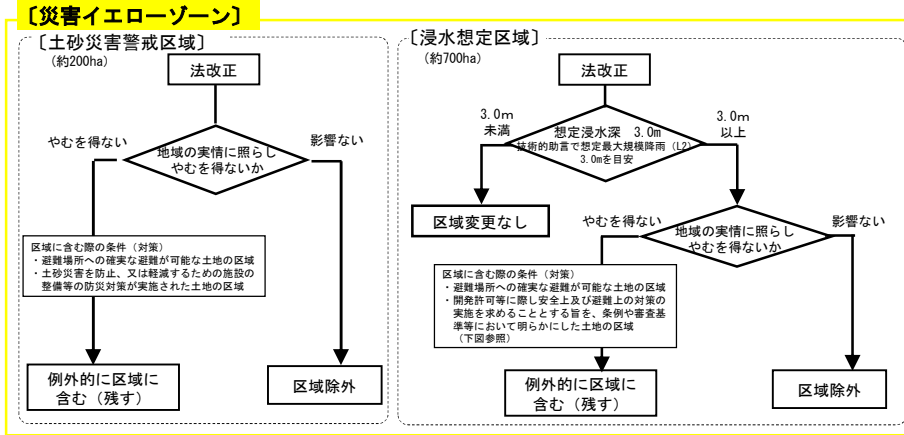 〔災害イエローゾーン〕
〔土砂災害警戒区域〕
(約200ha)
法改正
やむを得ない
影響ない
地域の実情に照らし
やむを得ないか
区域に含む際の条件（対策）
・避難場所への確実な避難が可能な土地の区域
・土砂災害を防止、又は軽減するための施設の
整備等の防災対策が実施された土地の区域
例外的に区域に
含む（残す）
区域除外
〔浸水想定区域〕
(約700ha)
法改正
3.0m
未満
3.0m
以上
想定浸水深　3.0m
技術的助言で想定最大規模降雨（L2）
3.0mを目安
区域変更なし
やむを得ない
影響ない
地域の実情に照らし
やむを得ないか
区域に含む際の条件（対策）
・避難場所への確実な避難が可能な土地の区域
・開発許可等に際し安全上及び避難上の対策の
実施を求めることとする旨を、条例や審査基
準等において明らかにした土地の区域
（下図参照）
例外的に区域に
含む（残す）
区域除外